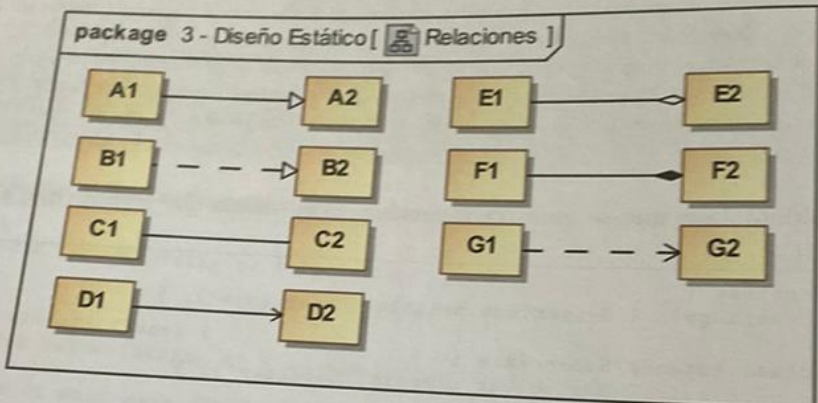 package 3 - Diseño Estático [ Relaciones ]
A1 A2 E1 E2
B1 B2 F1 F2
C1 C2 G1 G2
D1 D2